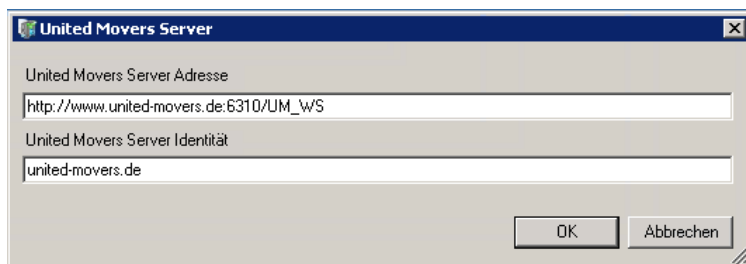 United Movers Server
United Movers Server Adresse
http://www.united-movers.de:6310/UM_WS
United Movers Server Identität
united-movers.de
OK
Abbrechen